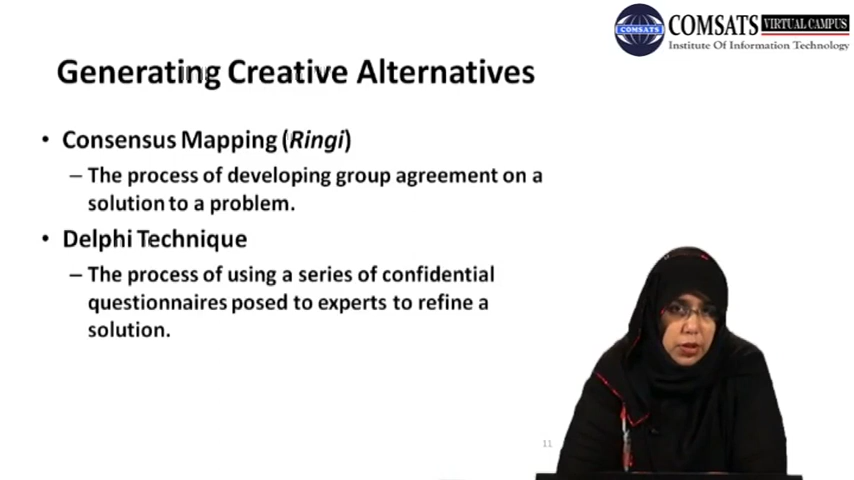 COMSATS VIRTUAL CAMPUS
COMSATS
Institute Of Information Technology
Generating Creative Alternatives
• Consensus Mapping (Ringi)
– The process of developing group agreement on a
solution to a problem.
• Delphi Technique
– The process of using a series of confidential
questionnaires posed to experts to refine a
solution.
11